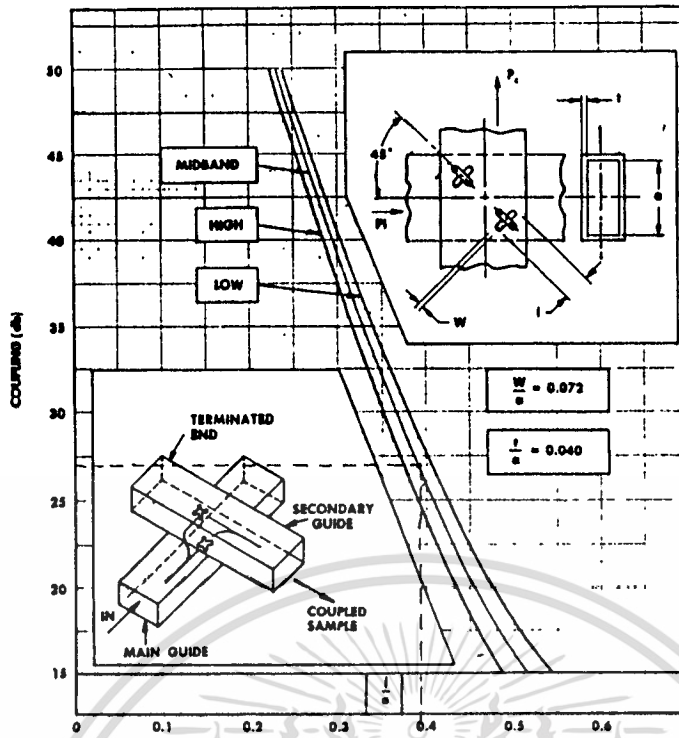 COUPLING (db)
50
45
40
35
30
25
20
15
0
0.1
0.2
0.3
0.4
0.5
0.6
MIDBAND
HIGH
LOW
P
45°
Pi
W
l
t
a
W/a = 0.072
t/a = 0.040
TERMINATED
END
SECONDARY
GUIDE
COUPLED
SAMPLE
IN
MAIN GUIDE
l/a